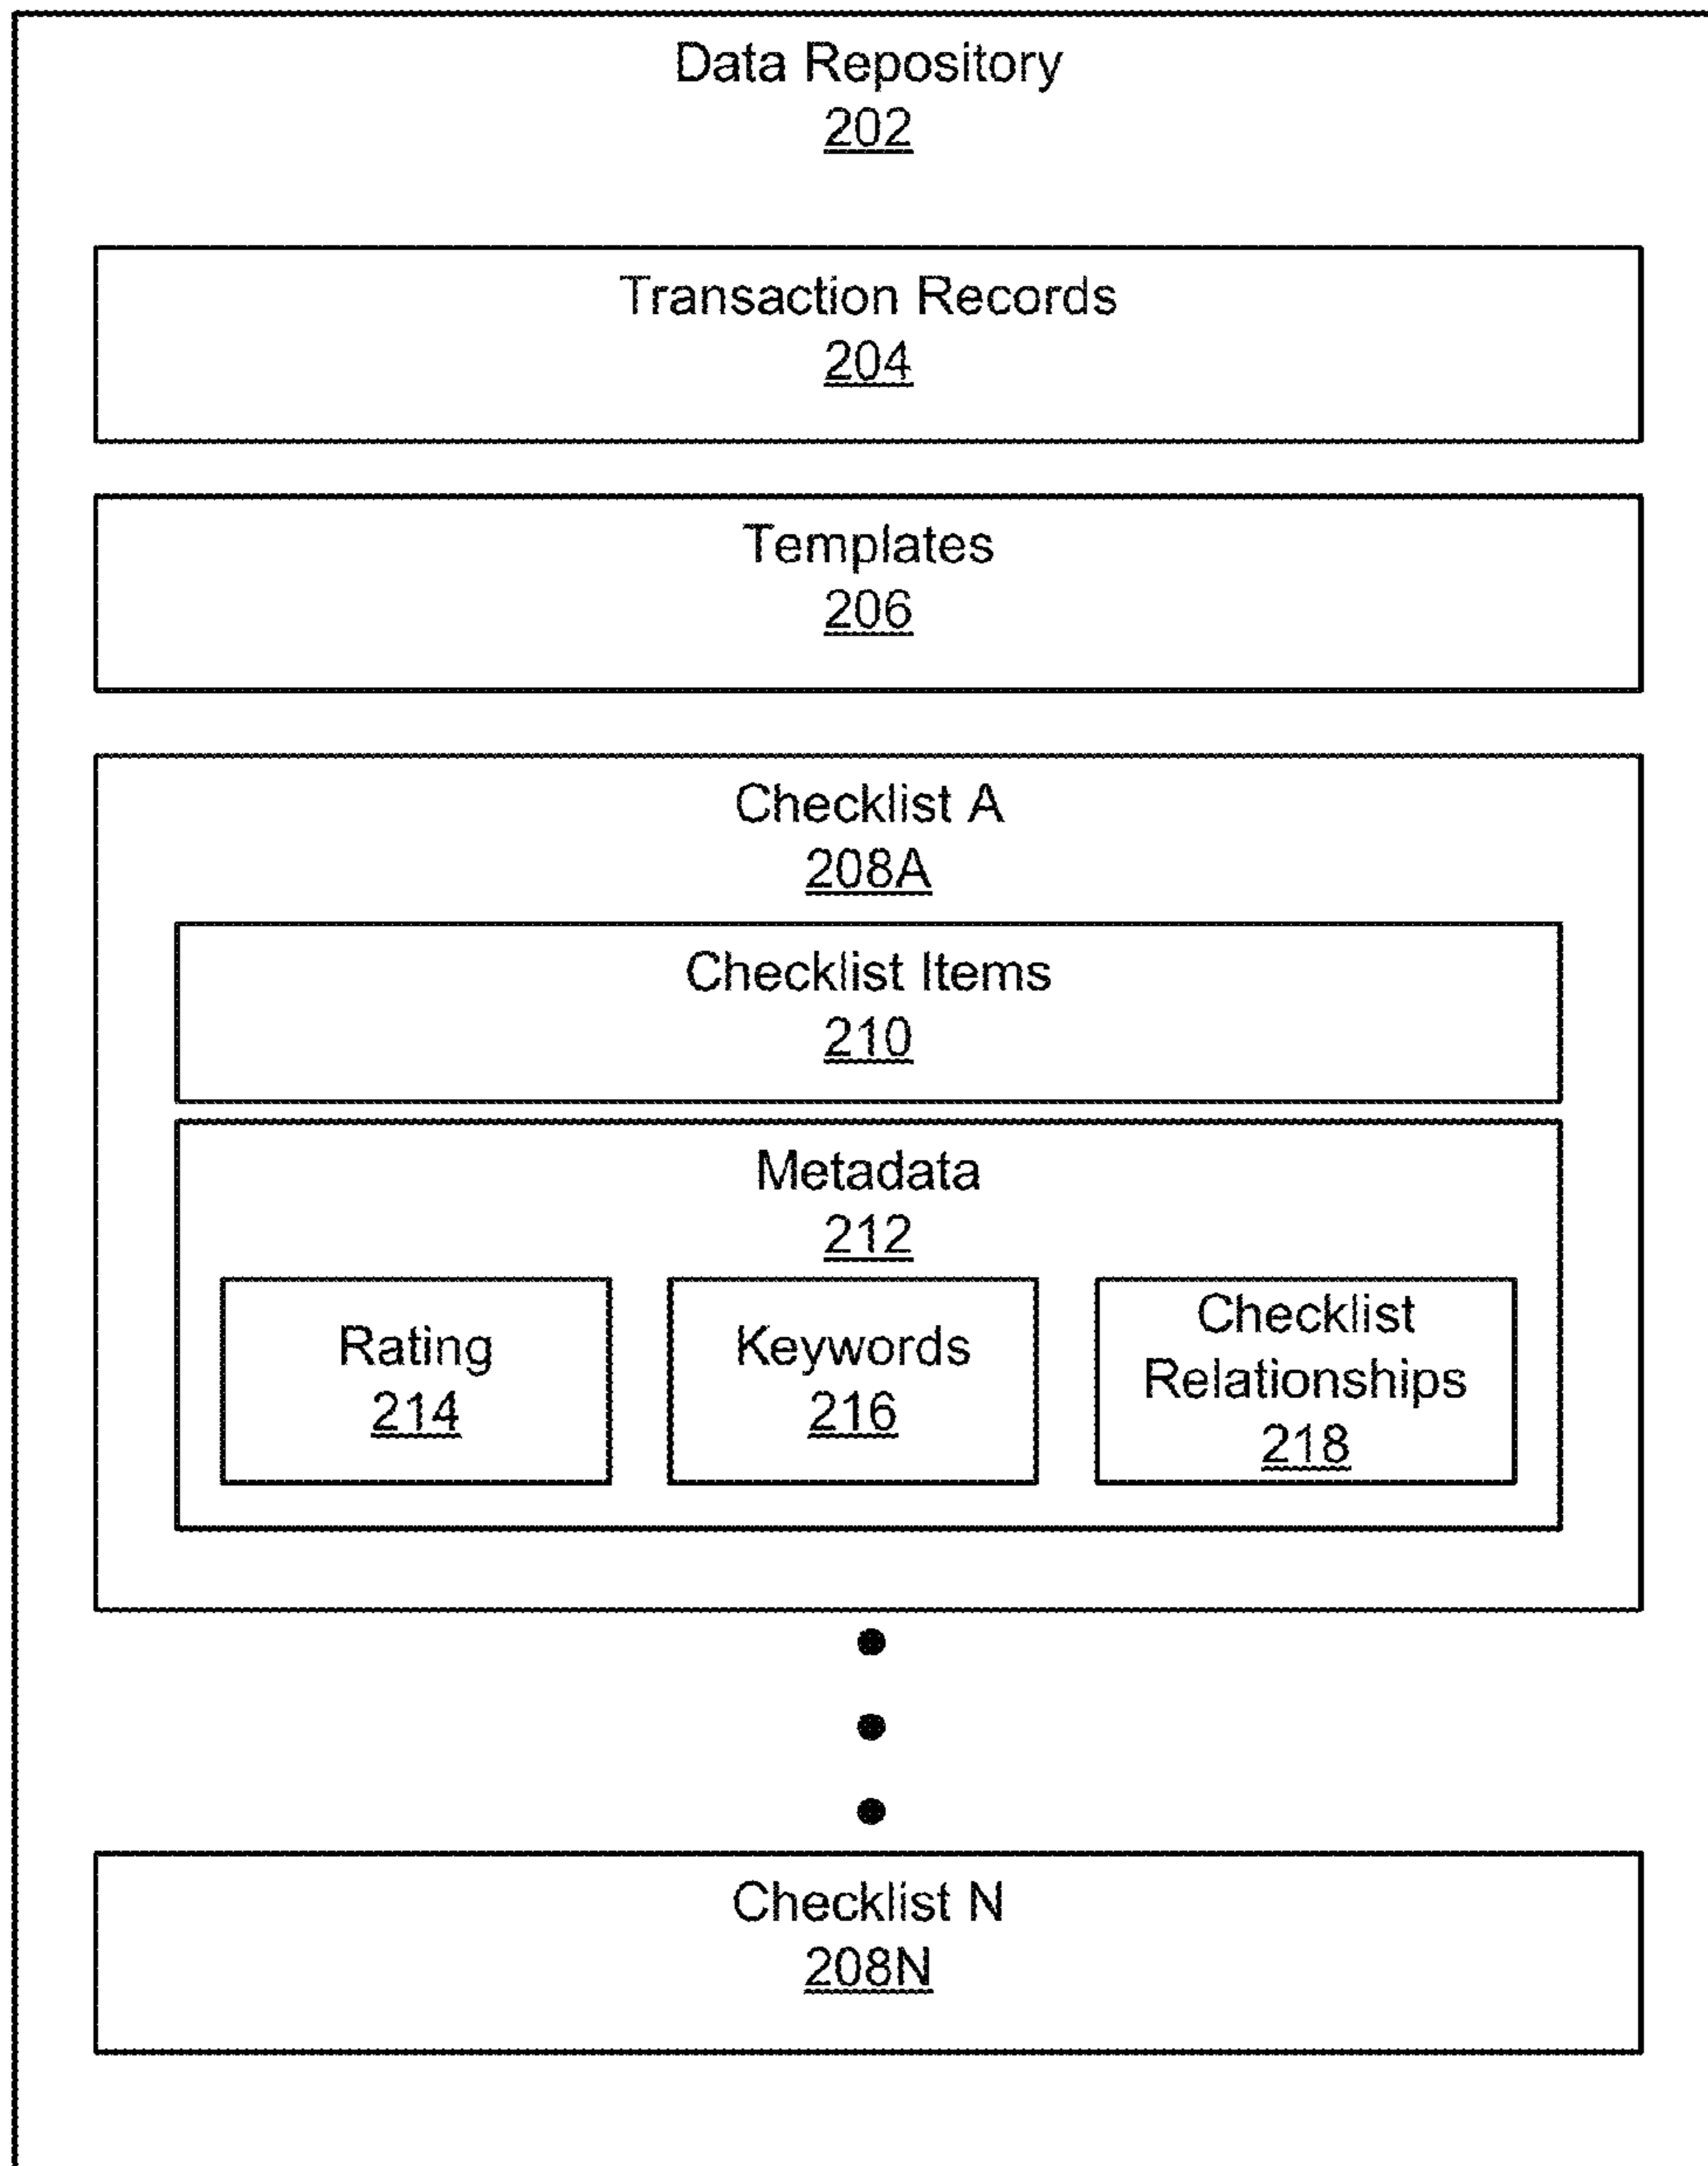 Data Repository
202
Transaction Records
204
Templates
206
Checklist A
208A
Checklist Items
210
Metadata
212
Rating
214
Keywords
216
Checklist
Relationships
218
Checklist N
208N